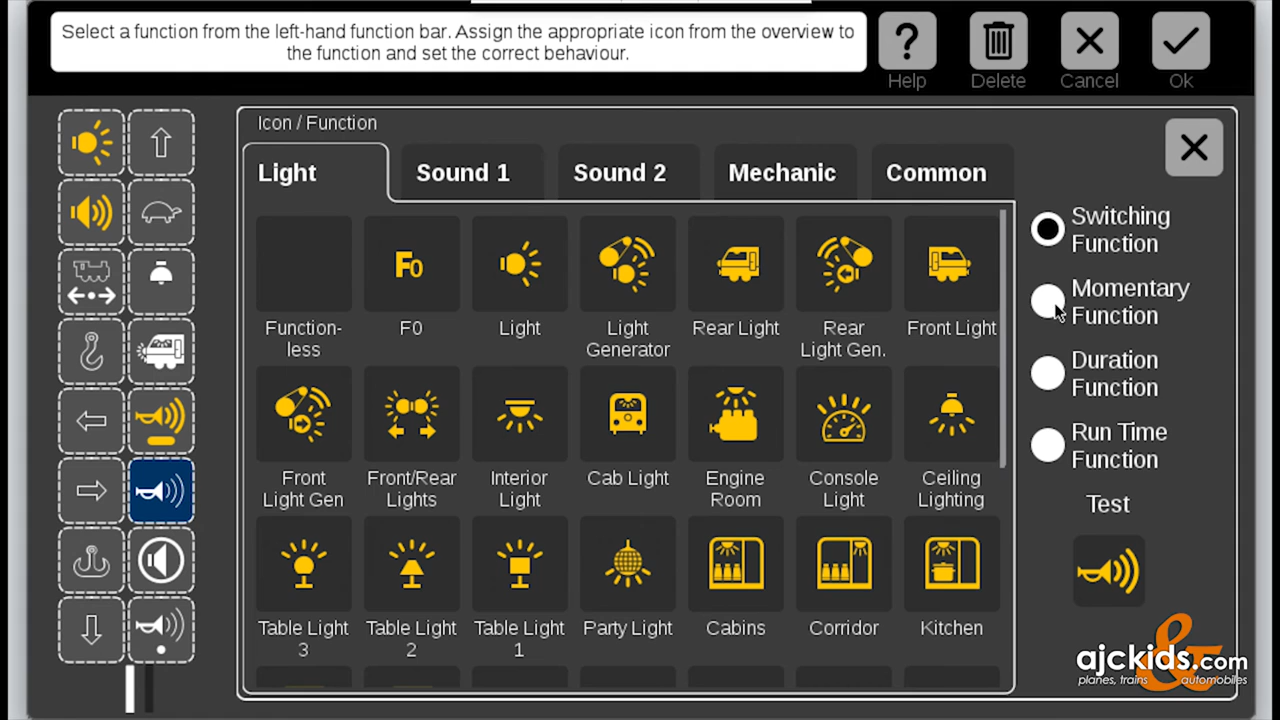 Select a function from the left-hand function bar. Assign the appropriate icon from the overview to
the function and set the correct behaviour.
Help
Delete
Cancel
Ok
Icon / Function
Light
Sound 1
Sound 2
Mechanic
Common
Switching
Function
Momentary
Function
Duration
Function
Run Time
Function
Test
F0
Function-
less
F0
Light
Light
Generator
Rear Light
Rear
Light Gen.
Front Light
Front
Light Gen
Front/Rear
Lights
Interior
Light
Cab Light
Engine
Room
Console
Light
Ceiling
Lighting
Table Light
3
Table Light
2
Table Light
1
Party Light
Cabins
Corridor
Kitchen
&
ajckids.com
planes, trains automobiles